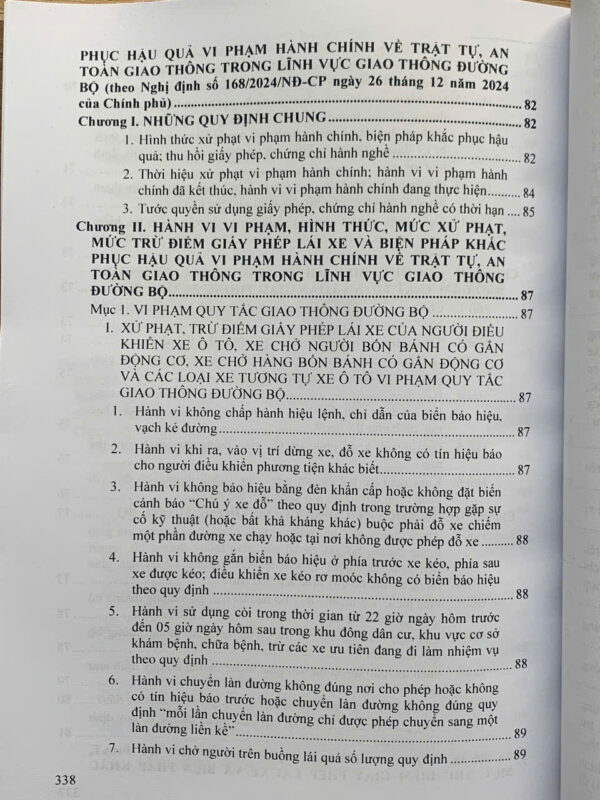 PHỤC HẬU QUẢ VI PHẠM HÀNH CHÍNH VỀ TRẬT TỰ, AN
TOÀN GIAO THÔNG TRONG LĨNH VỰC GIAO THÔNG ĐƯỜNG
BỘ (theo Nghị định số 168/2024/NĐ-CP ngày 26 tháng 12 năm 2024
của Chính phủ) 82
Chương I. NHỮNG QUY ĐỊNH CHUNG 82
1. Hình thức xử phạt vi phạm hành chính, biện pháp khắc phục hậu
quả; thu hồi giấy phép, chứng chỉ hành nghề 82
2. Thời hiệu xử phạt vi phạm hành chính; hành vi vi phạm hành
chính đã kết thúc, hành vi vi phạm hành chính đang thực hiện 84
3. Tước quyền sử dụng giấy phép, chứng chỉ hành nghề có thời hạn 85
Chương II. HÀNH VI VI PHẠM, HÌNH THỨC, MỨC XỬ PHẠT,
MỨC TRỪ ĐIỂM GIẤY PHÉP LÁI XE VÀ BIỆN PHÁP KHẮC
PHỤC HẬU QUẢ VI PHẠM HÀNH CHÍNH VỀ TRẬT TỰ, AN
TOÀN GIAO THÔNG TRONG LĨNH VỰC GIAO THÔNG
ĐƯỜNG BỘ 87
Mục 1. VI PHẠM QUY TẮC GIAO THÔNG ĐƯỜNG BỘ 87
I. XỬ PHẠT, TRỪ ĐIỂM GIẤY PHÉP LÁI XE CỦA NGƯỜI ĐIỀU
KHIỂN XE Ô TÔ, XE CHỞ NGƯỜI BỐN BÁNH CÓ GẮN
ĐỘNG CƠ, XE CHỞ HÀNG BỐN BÁNH CÓ GẮN ĐỘNG CƠ
VÀ CÁC LOẠI XE TƯƠNG TỰ XE Ô TÔ VI PHẠM QUY TẮC
GIAO THÔNG ĐƯỜNG BỘ 87
1. Hành vi không chấp hành hiệu lệnh, chỉ dẫn của biển báo hiệu,
vạch kẻ đường 87
2. Hành vi khi ra, vào vị trí dừng xe, đỗ xe không có tín hiệu báo
cho người điều khiển phương tiện khác biết 87
3. Hành vi không báo hiệu bằng đèn khẩn cấp hoặc không đặt biển
cảnh báo “Chú ý xe đỗ” theo quy định trong trường hợp gặp sự
cố kỹ thuật (hoặc bất khả kháng khác) buộc phải đỗ xe chiếm
một phần đường xe chạy hoặc tại nơi không được phép đỗ xe 88
4. Hành vi không gắn biển báo hiệu ở phía trước xe kéo, phía sau
xe được kéo; điều khiển xe kéo rơ moóc không có biển báo hiệu
theo quy định 88
5. Hành vi sử dụng còi trong thời gian từ 22 giờ ngày hôm trước
đến 05 giờ ngày hôm sau trong khu đông dân cư, khu vực cơ sở
khám bệnh, chữa bệnh, trừ các xe ưu tiên đang đi làm nhiệm vụ
theo quy định 88
6. Hành vi chuyển làn đường không đúng nơi cho phép hoặc không
có tín hiệu báo trước hoặc chuyển làn đường không đúng quy
định “mỗi lần chuyển làn đường chỉ được phép chuyển sang một
làn đường liền kề” 89
7. Hành vi chở người trên buồng lái quá số lượng quy định 89
338